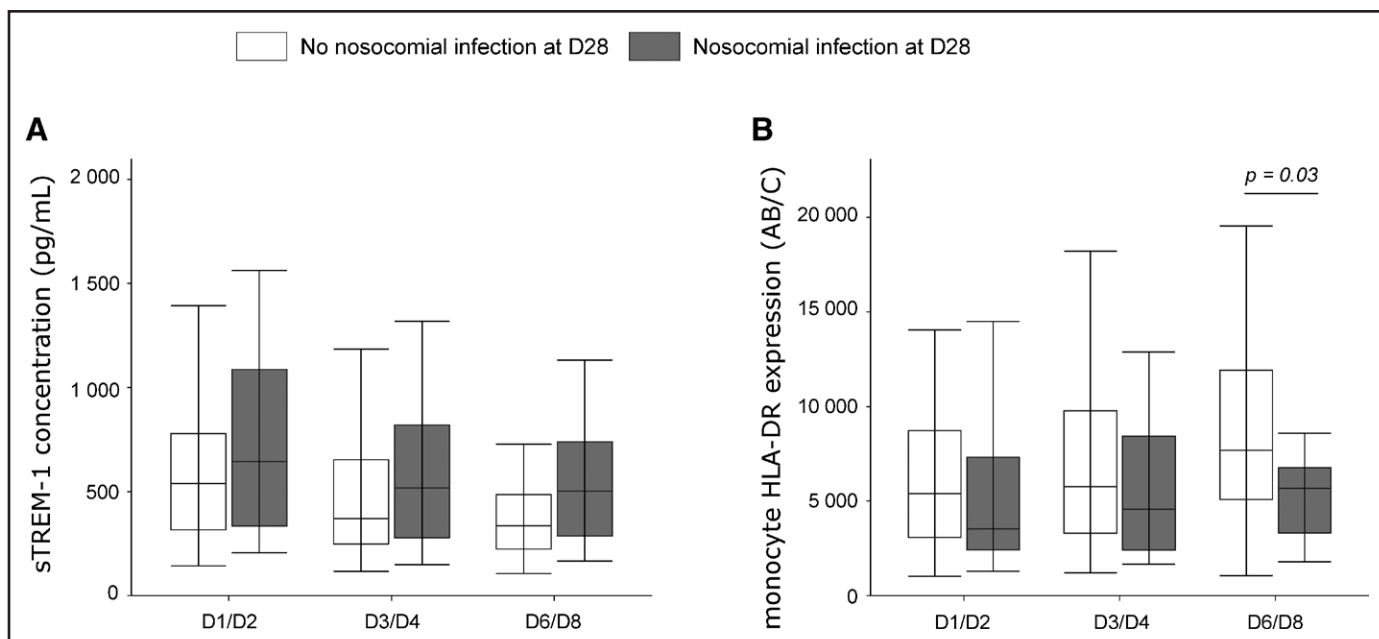 No nosocomial infection at D28
Nosocomial infection at D28
A
sTREM-1 concentration (pg/mL)
2 000
1 500
1 000
500
0
D1/D2
D3/D4
D6/D8
B
monocyte HLA-DR expression (AB/C)
p = 0.03
20 000
15 000
10 000
5 000
0
D1/D2
D3/D4
D6/D8